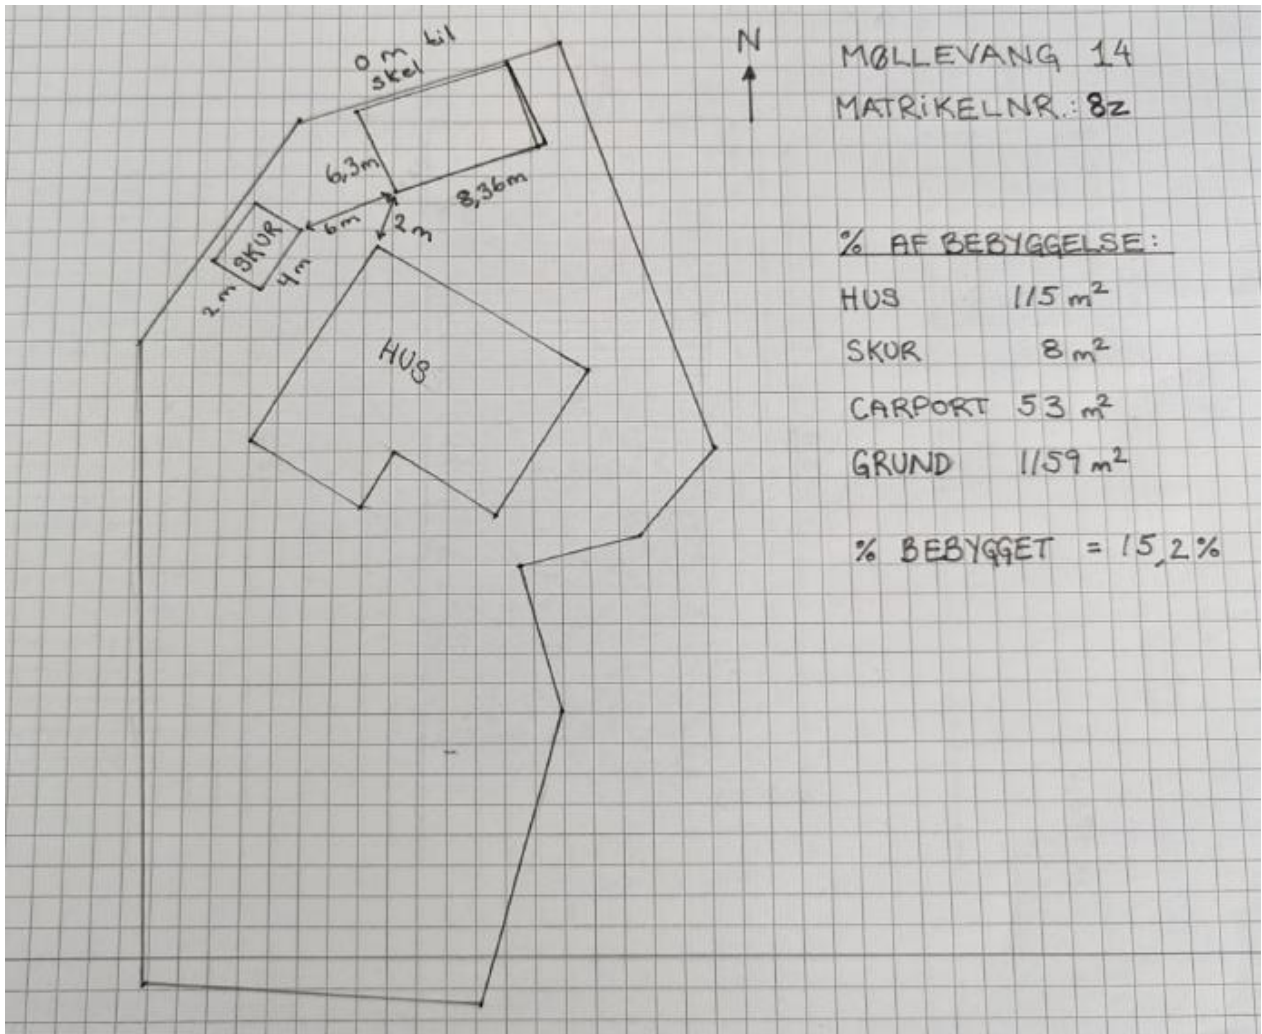 0 m til
skel
6,3m
8,36m
6m
2m
SKUR
4m
2 m
HUS
N
MØLLEVANG 14
MATRIKELNR.: 8z
% AF BEBYGGELSE:
HUS 115 m²
SKUR 8 m²
CARPORT 53 m²
GRUND 1159 m²
% BEBYGGET = 15,2%